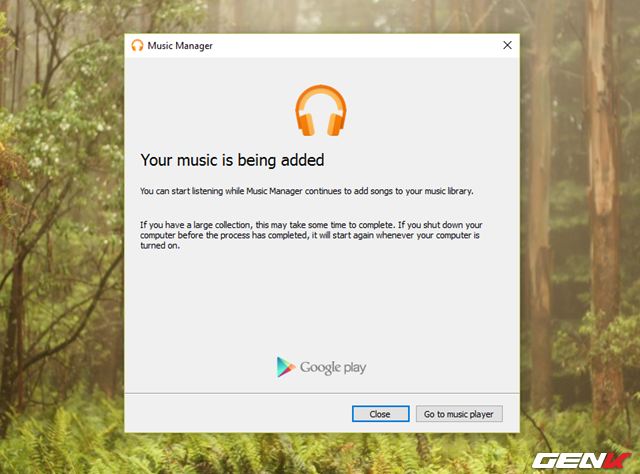 Music Manager
Your music is being added
You can start listening while Music Manager continues to add songs to your music library.
If you have a large collection, this may take some time to complete. If you shut down your
computer before the process has completed, it will start again whenever your computer is
turned on.
Google play
Close
Go to music player
GENK